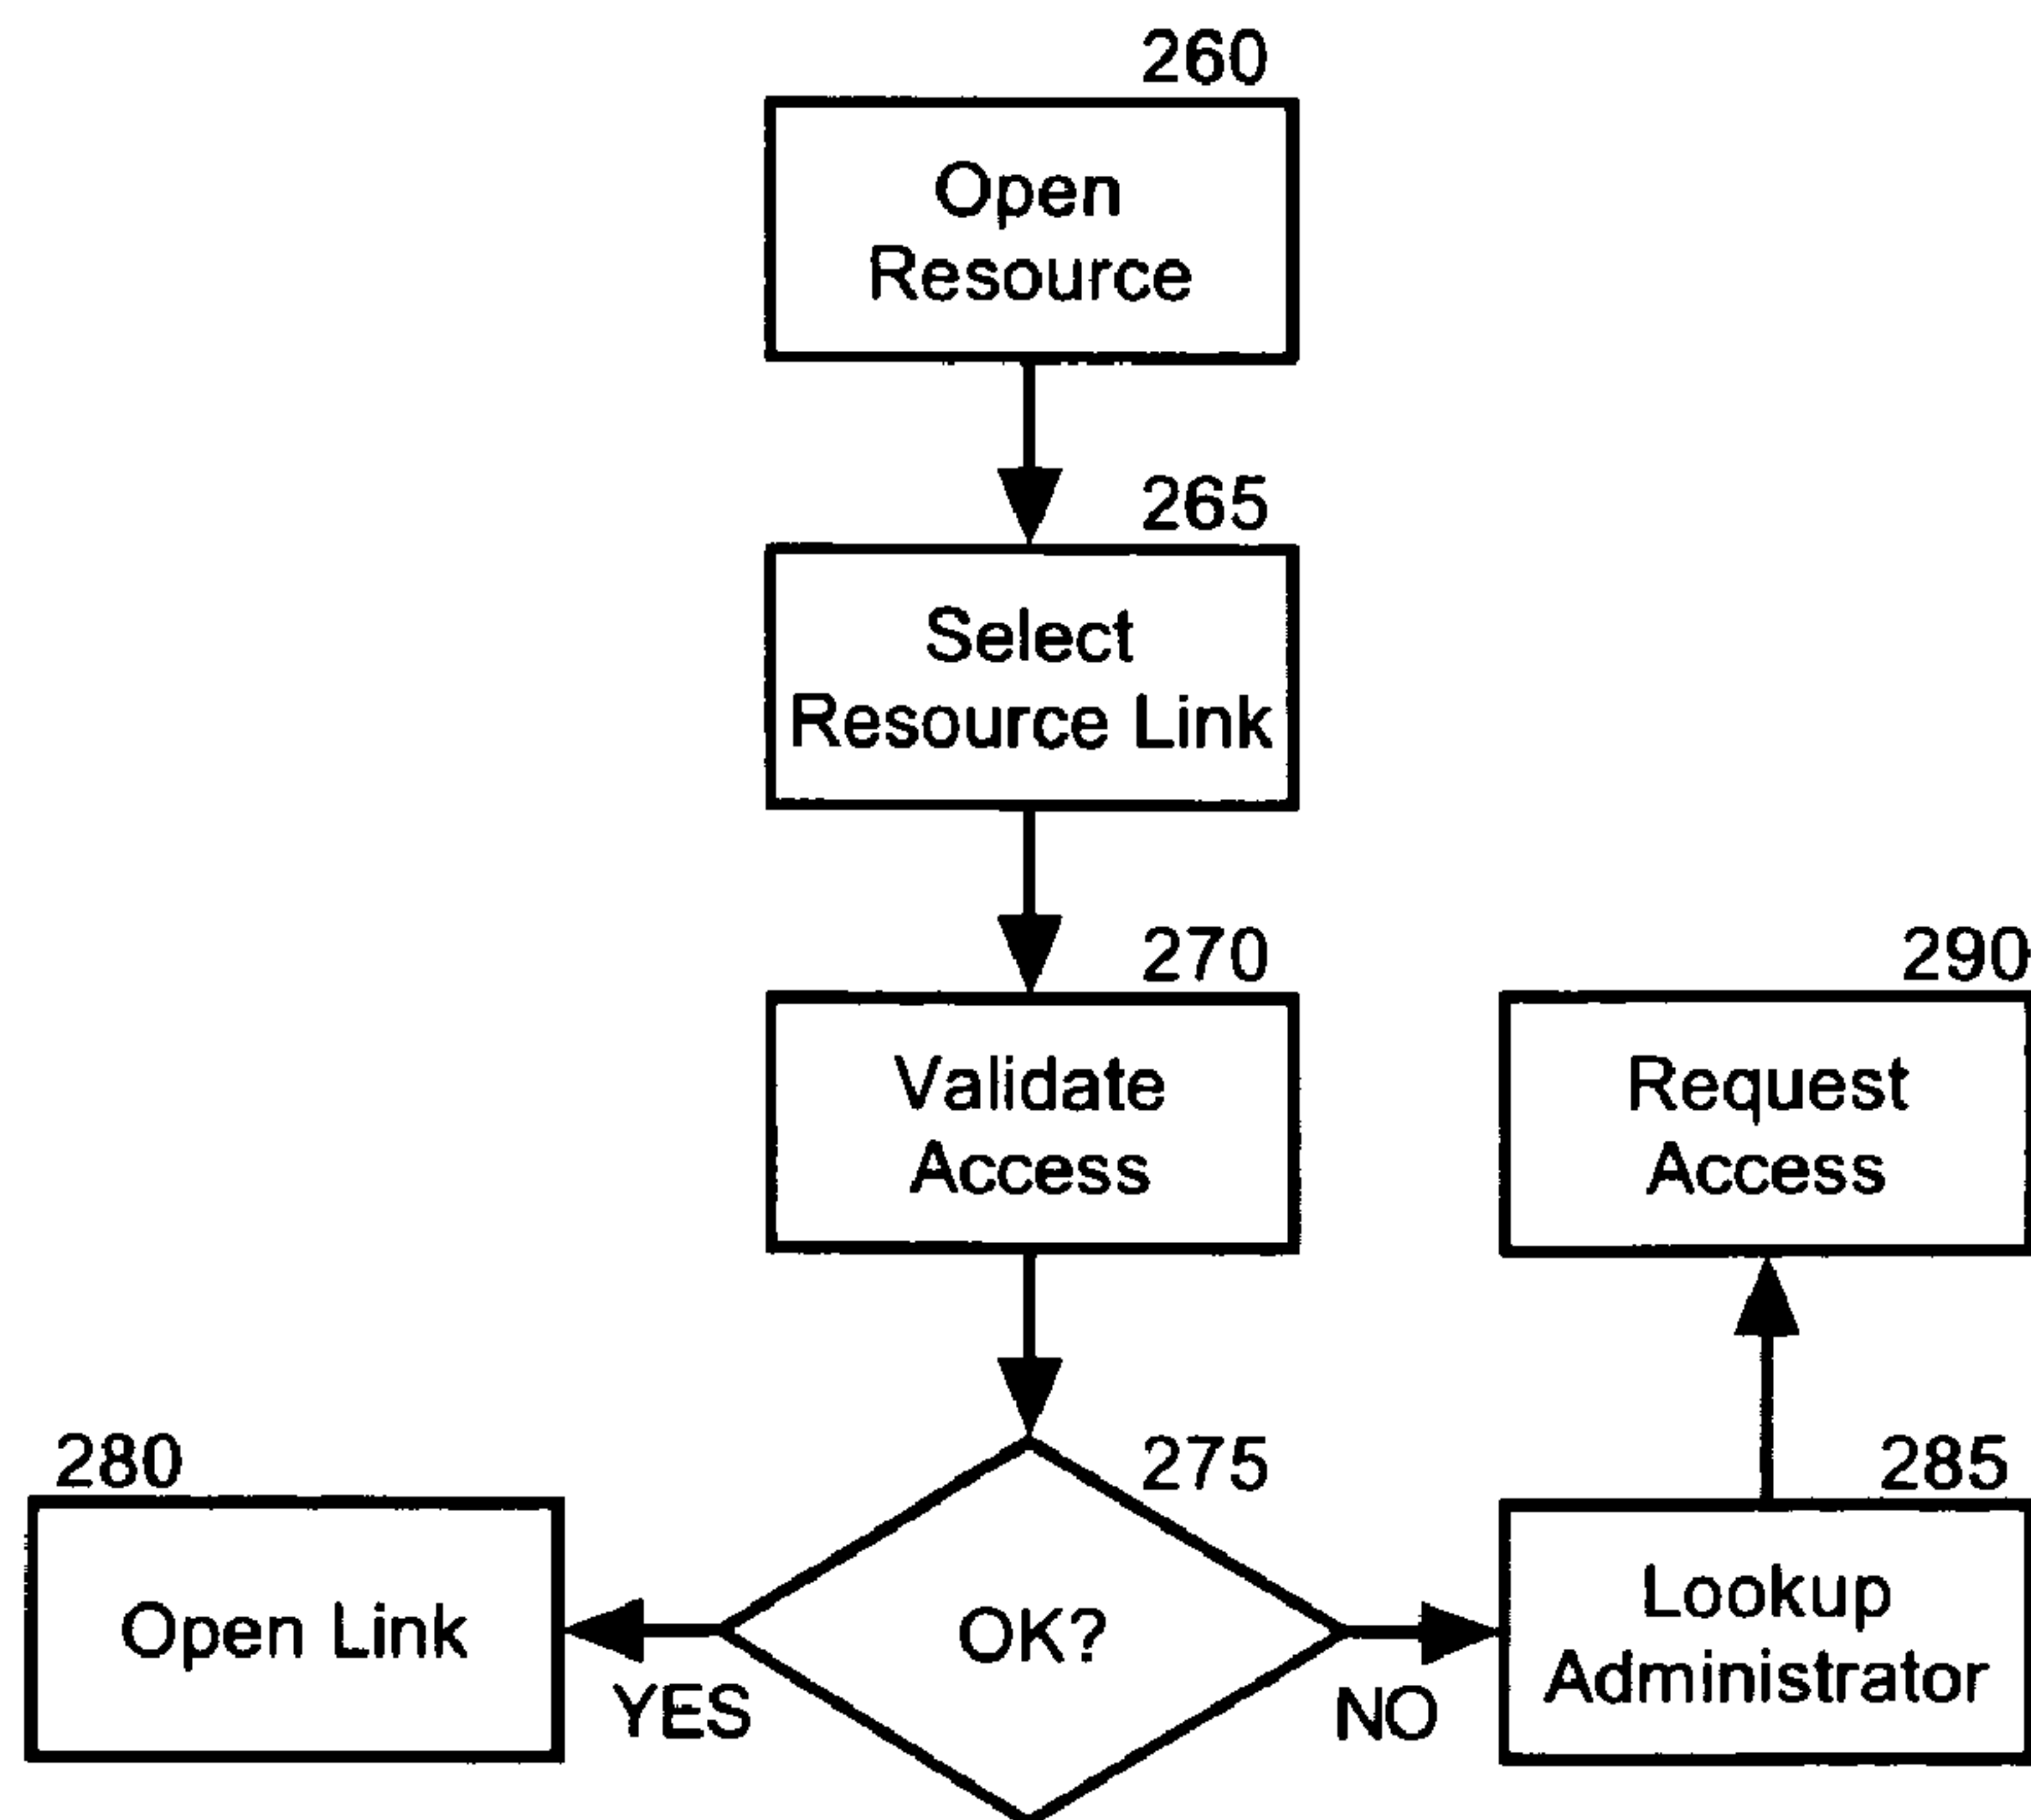 260
Open
Resource
265
Select
Resource Link
270
Validate
Access
290
Request
Access
275
OK?
YES
NO
280
Open Link
285
Lookup
Administrator